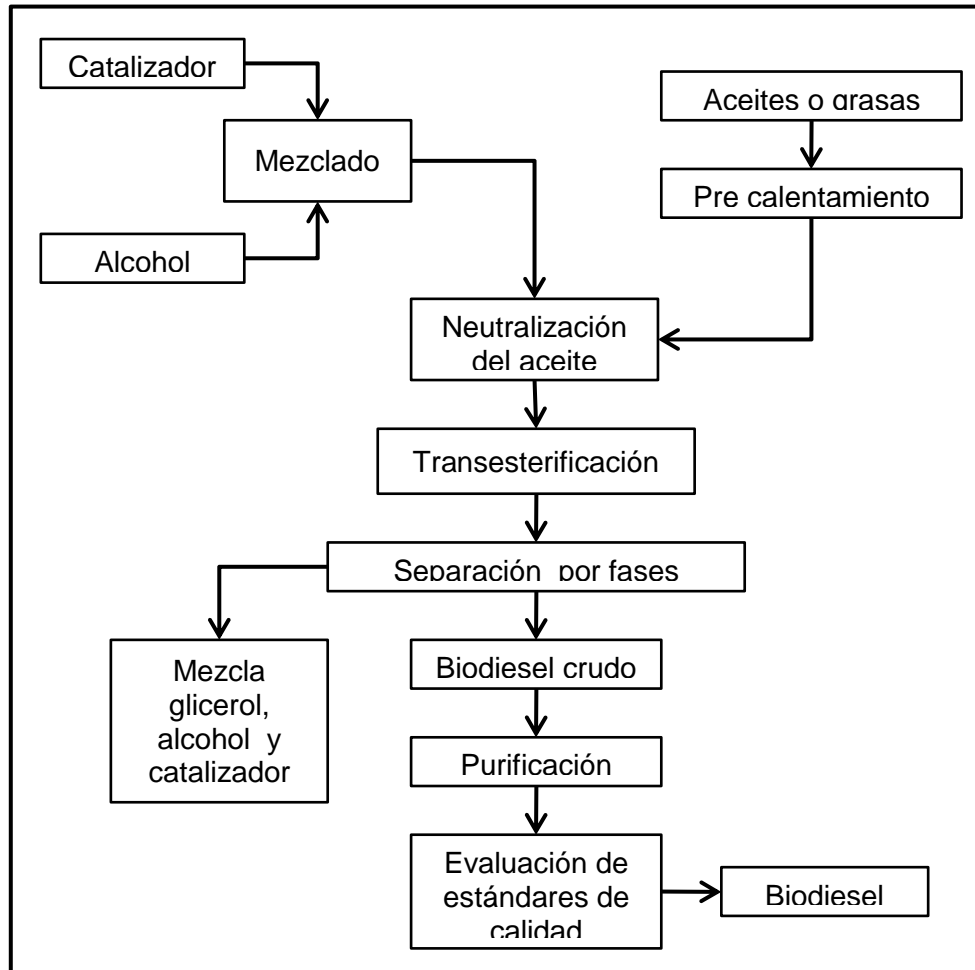 Catalizador
Aceites o grasas
Mezclado
Pre calentamiento
Alcohol
Neutralización
del aceite
Transesterificación
Separación por fases
Mezcla
glicerol,
alcohol y
catalizador
Biodiesel crudo
Purificación
Evaluación de
estándares de
calidad
Biodiesel